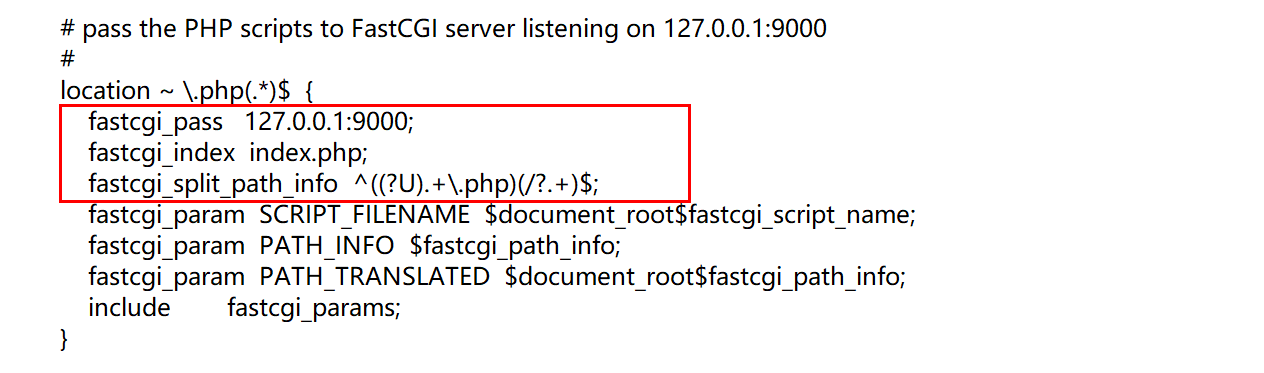 # pass the PHP scripts to FastCGI server listening on 127.0.0.1:9000
#
location ~ \.php(.*)$ {
fastcgi_pass 127.0.0.1:9000;
fastcgi_index index.php;
fastcgi_split_path_info ^((?U).+\.php)(/?.+)$;
fastcgi_param SCRIPT_FILENAME $document_root$fastcgi_script_name;
fastcgi_param PATH_INFO $fastcgi_path_info;
fastcgi_param PATH_TRANSLATED $document_root$fastcgi_path_info;
include fastcgi_params;
}